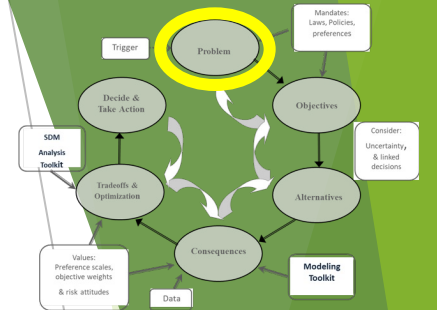 Mandates:
Laws, Policies,
preferences
Trigger
Problem
Decide &
Take Action
Objectives
SDM
Analysis
Toolkit
Consider:
Uncertainty,
& linked
decisions
Tradeoffs &
Optimization
Alternatives
Consequences
Values:
Preference scales,
objective weights
& risk attitudes
Data
Modeling
Toolkit